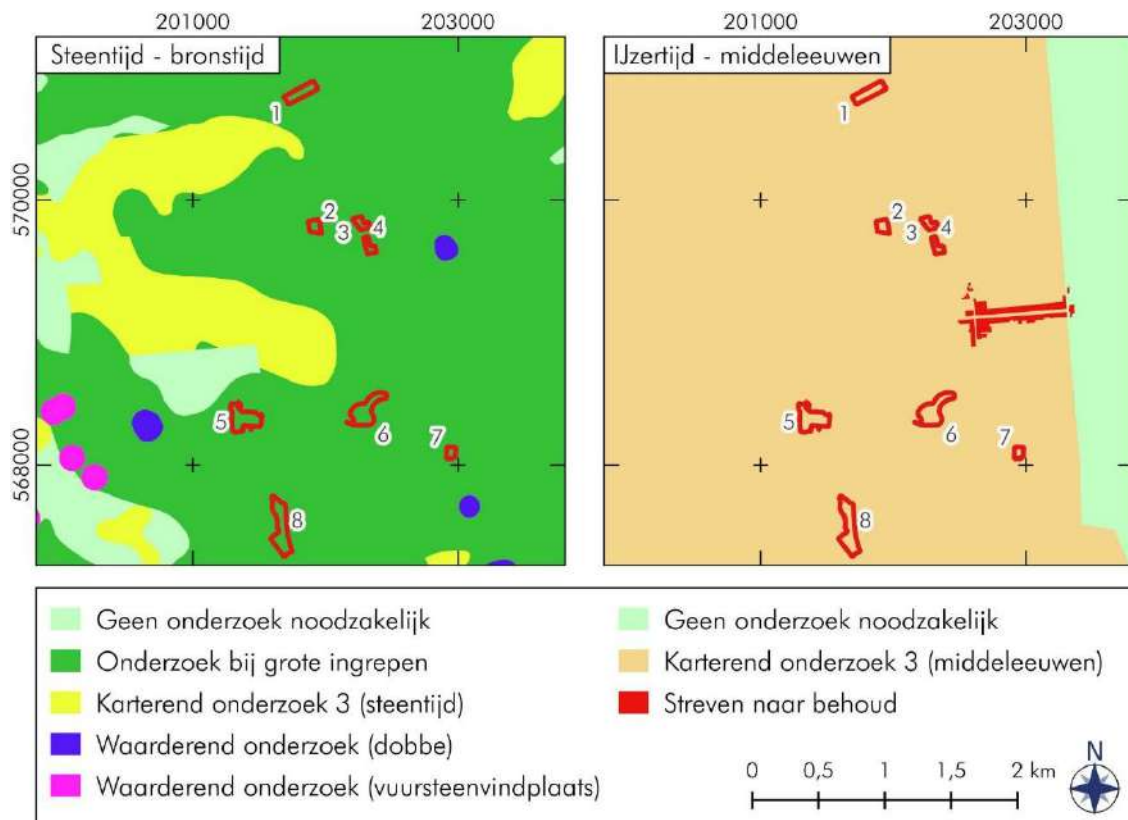 201000 203000 201000 203000
Steentijd - bronstijd
IJzertijd - middeleeuwen
570000
568000
1
2
3
4
5
6
7
8
1
2
3
4
5
6
7
8
Geen onderzoek noodzakelijk
Onderzoek bij grote ingrepen
Karterend onderzoek 3 (steentijd)
Waarderend onderzoek (dobbe)
Waarderend onderzoek (vuursteenvindplaats)
Geen onderzoek noodzakelijk
Karterend onderzoek 3 (middeleeuwen)
Streven naar behoud
0 0,5 1 1,5 2 km
N